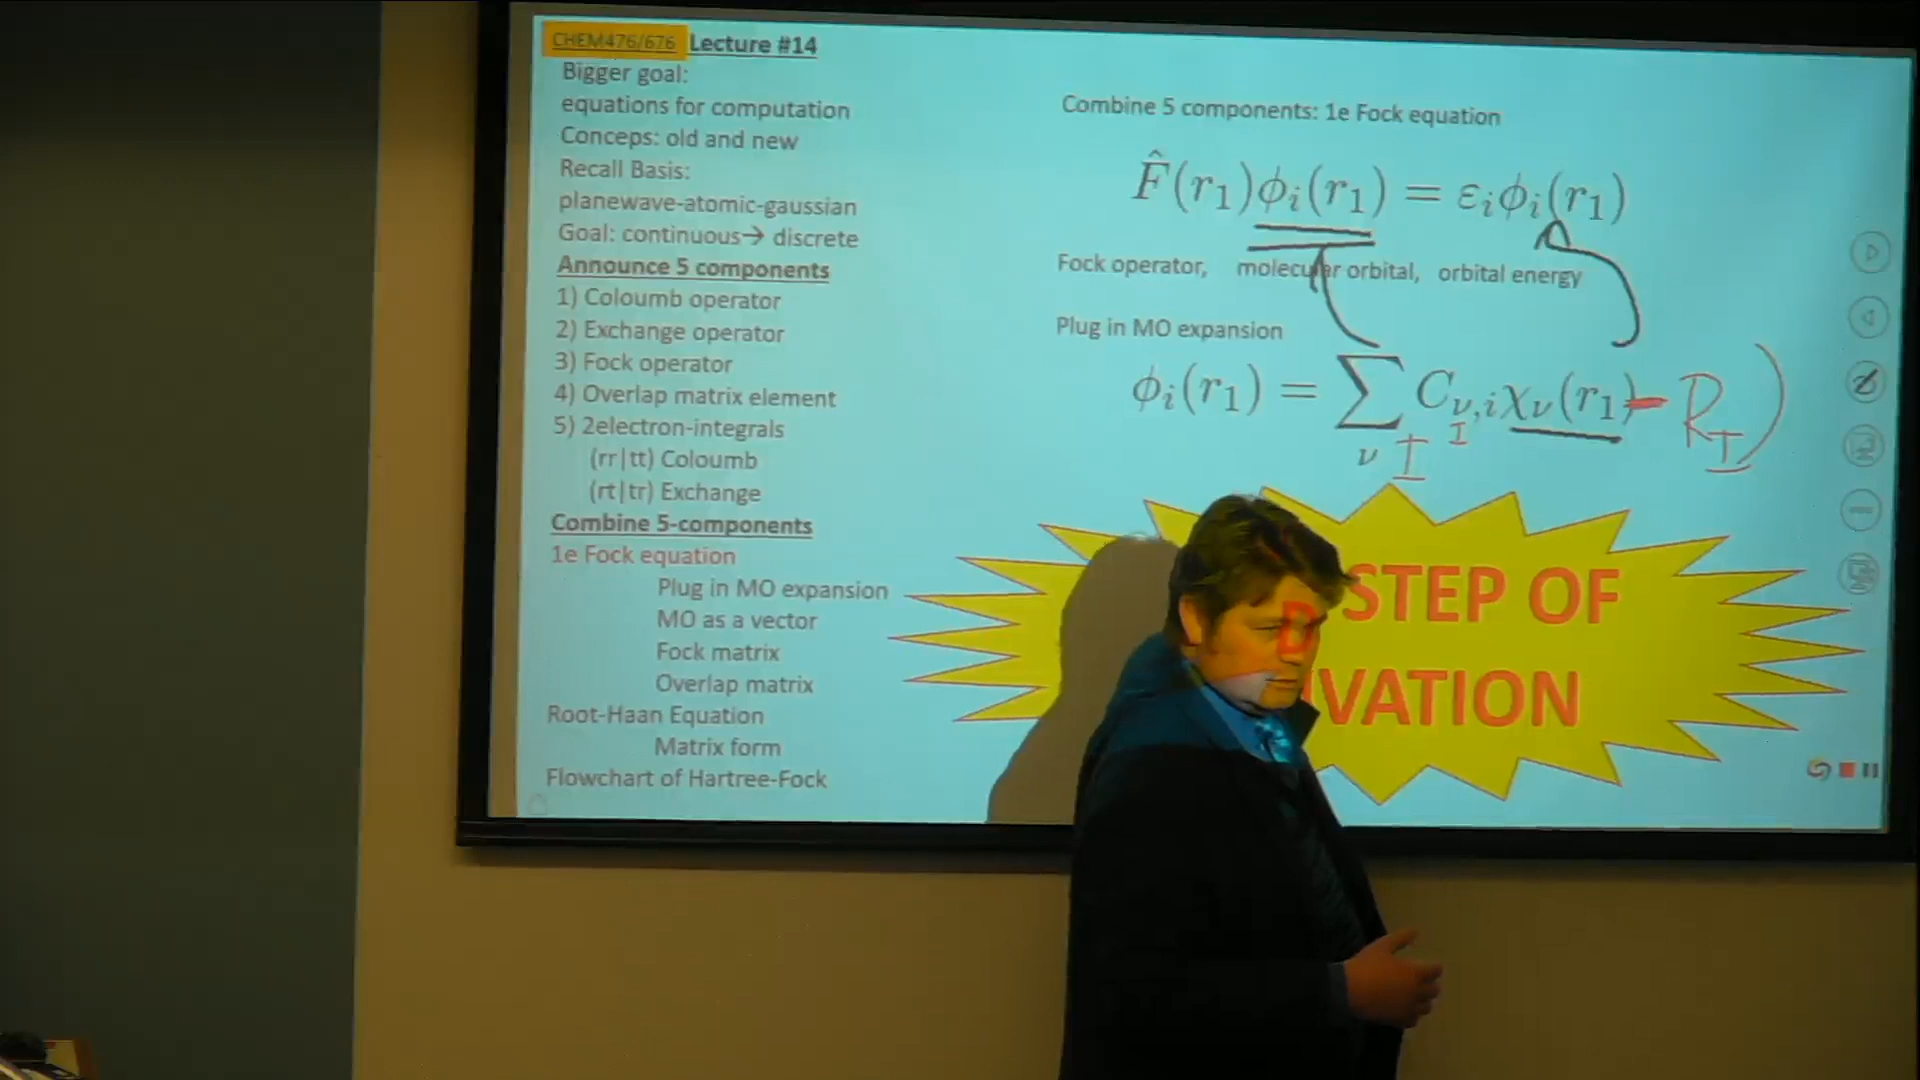 CHEM476/676 Lecture #14
Bigger goal:
equations for computation
Conceps: old and new
Recall Basis:
planewave-atomic-gaussian
Goal: continuous→ discrete
Announce 5 components
1) Coloumb operator
2) Exchange operator
3) Fock operator
4) Overlap matrix element
5) 2electron-integrals
(rr|tt) Coloumb
(rt|tr) Exchange
Combine 5-components
1e Fock equation
Plug in MO expansion
MO as a vector
Fock matrix
Overlap matrix
Root-Haan Equation
Matrix form
Flowchart of Hartree-Fock
Combine 5 components: 1e Fock equation
F̂(r₁)ϕᵢ(r₁) = εᵢϕᵢ(r₁)
Fock operator, molecular orbital, orbital energy
Plug in MO expansion
ϕᵢ(r₁) = ∑ C_{ν,i}χ_ν(r₁) - R_I)
ν I I
STEP OF